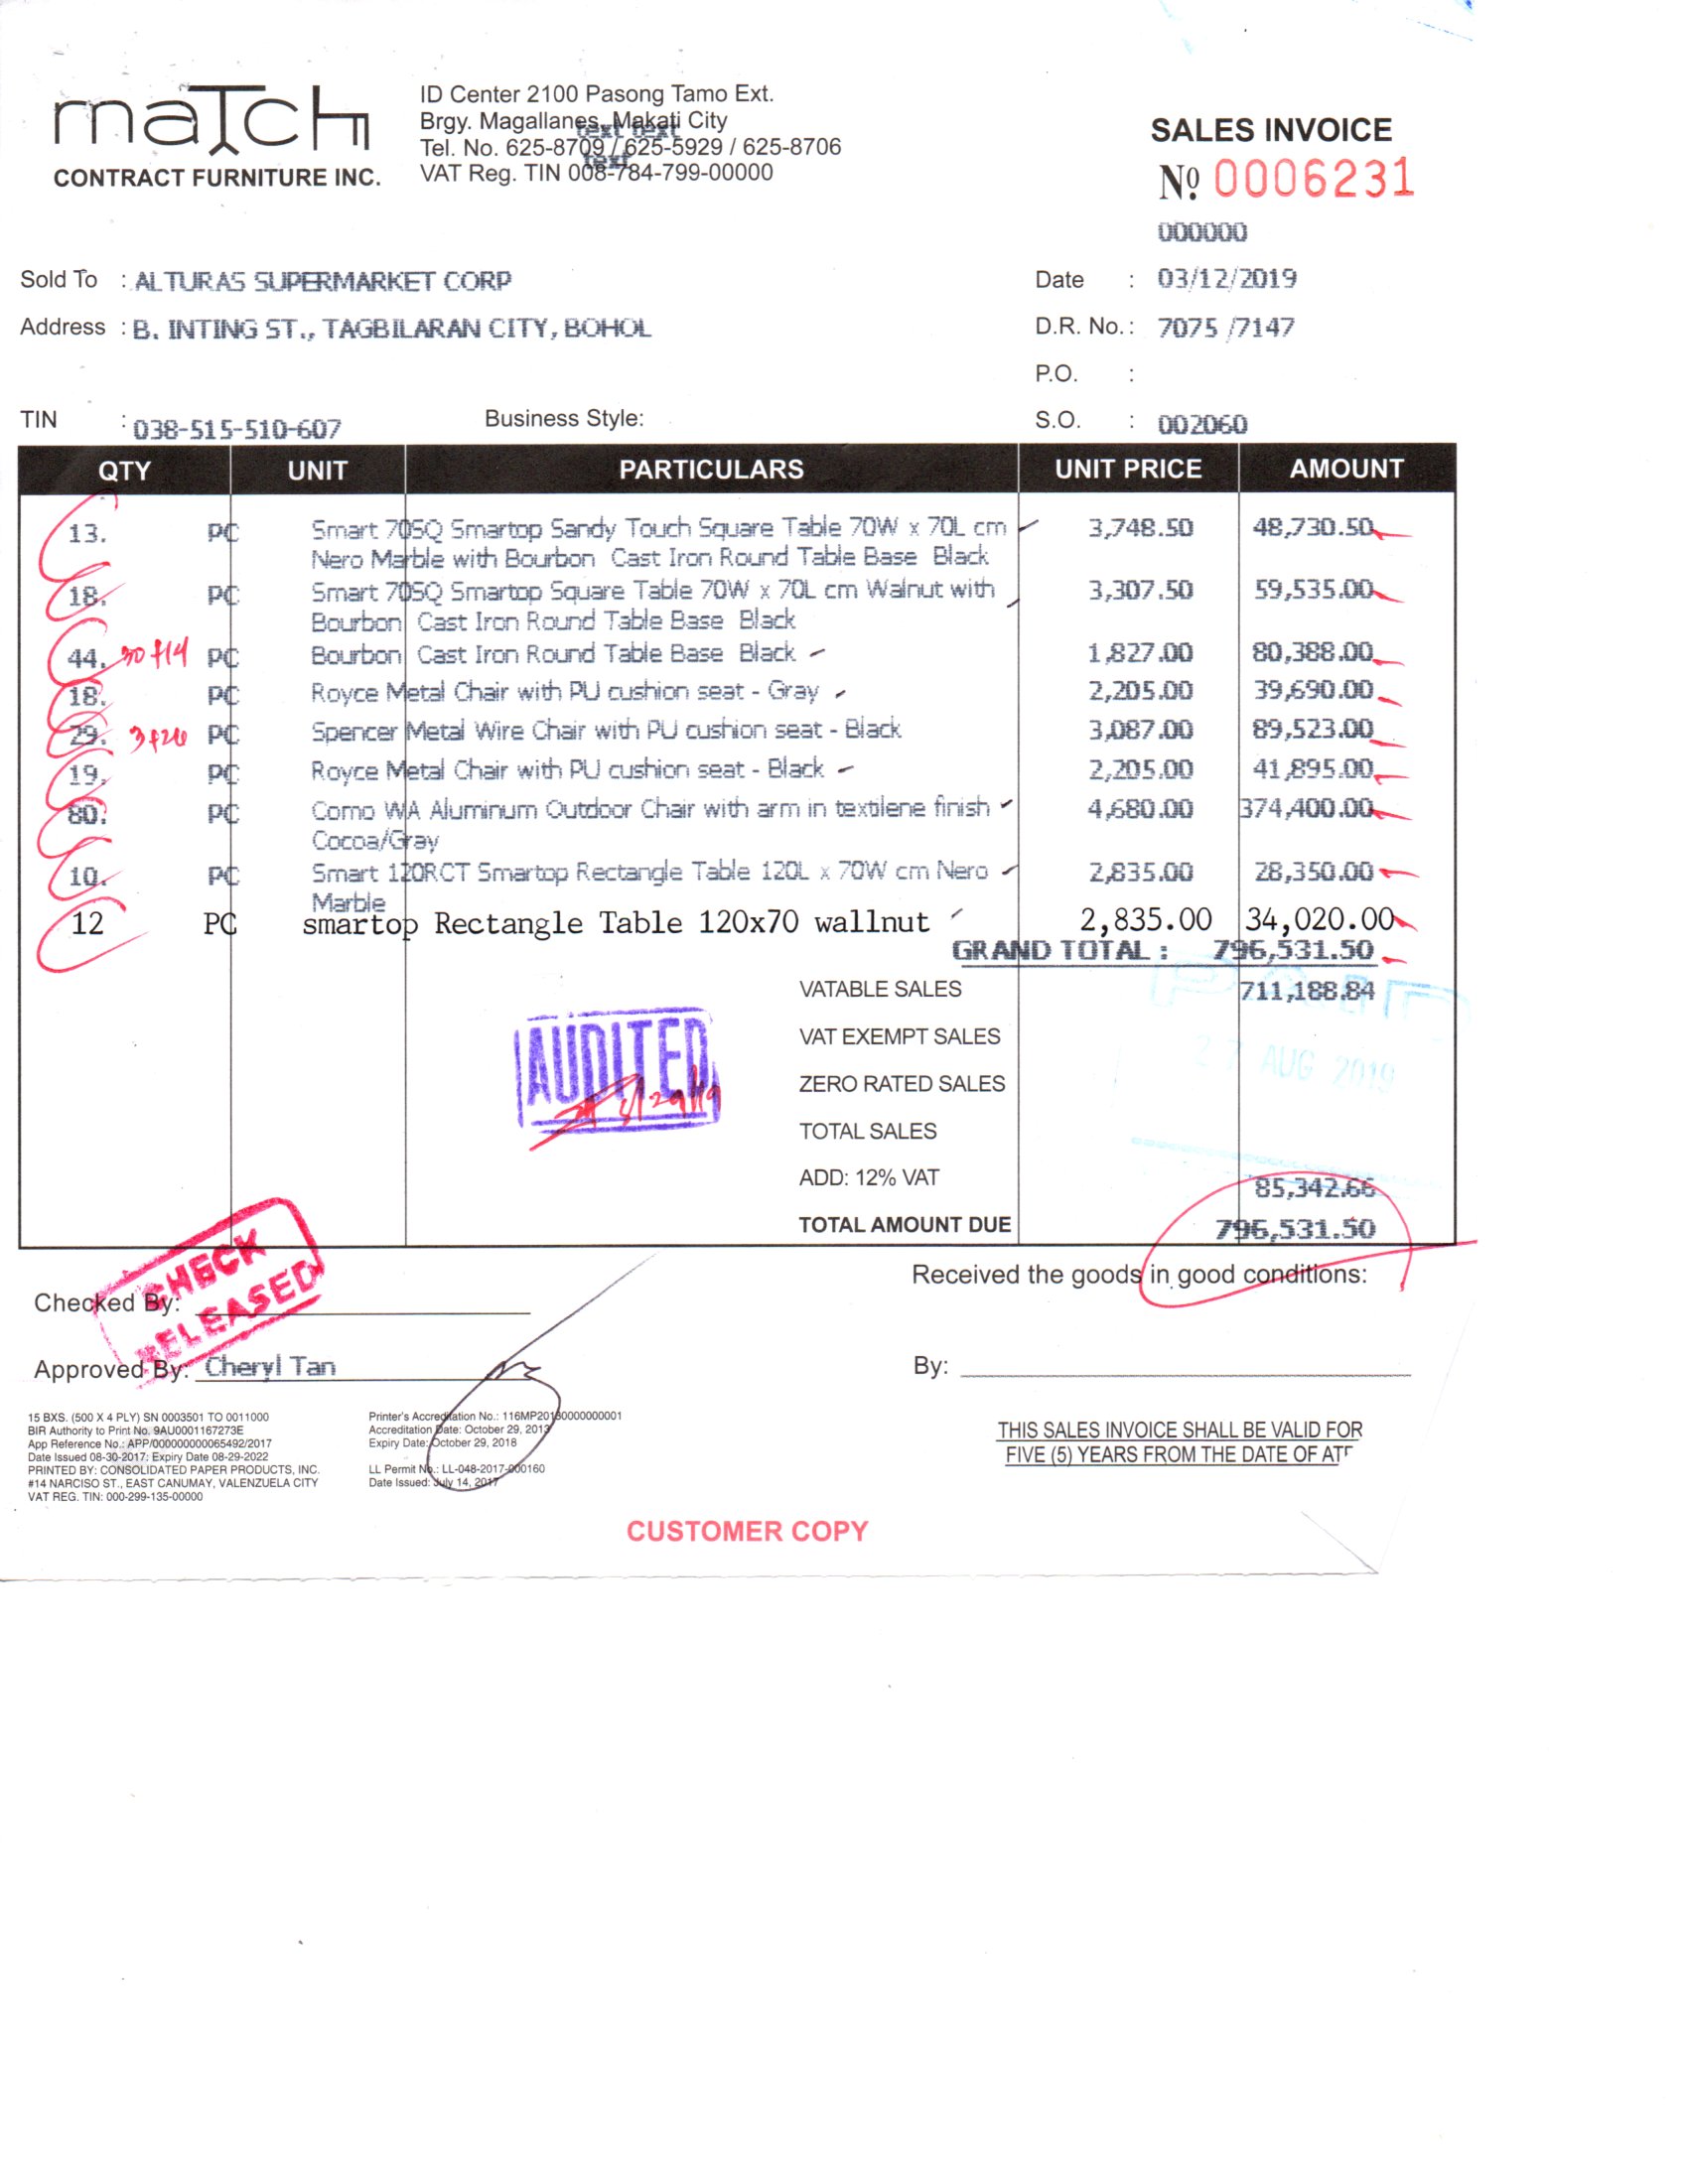 maTch
CONTRACT FURNITURE INC.
ID Center 2100 Pasong Tamo Ext.
Brgy. Magallanes, Makati City
text text
Tel. No. 625-8709 / 625-5929 / 625-8706
text
VAT Reg. TIN 008-784-799-00000
SALES INVOICE
Nº 0006231
000000
Sold To : ALTURAS SUPERMARKET CORP
Date : 03/12/2019
Address : B. INTING ST., TAGBILARAN CITY, BOHOL
D.R. No.: 7075 /7147
P.O. :
TIN : 038-515-510-607 Business Style:
S.O. : 002060
QTY UNIT PARTICULARS UNIT PRICE AMOUNT
13. PC Smart 70SQ Smartop Sandy Touch Square Table 70W x 70L cm 3,748.50 48,730.50
Nero Marble with Bourbon Cast Iron Round Table Base Black
18. PC Smart 70SQ Smartop Square Table 70W x 70L cm Walnut with 3,307.50 59,535.00
Bourbon Cast Iron Round Table Base Black
44. 30+14 PC Bourbon Cast Iron Round Table Base Black 1,827.00 80,388.00
18. PC Royce Metal Chair with PU cushion seat - Gray 2,205.00 39,690.00
29. 3+26 PC Spencer Metal Wire Chair with PU cushion seat - Black 3,087.00 89,523.00
19. PC Royce Metal Chair with PU cushion seat - Black 2,205.00 41,895.00
80. PC Como WA Aluminum Outdoor Chair with arm in textilene finish 4,680.00 374,400.00
Cocoa/Gray
10. PC Smart 120RCT Smartop Rectangle Table 120L x 70W cm Nero 2,835.00 28,350.00
Marble
12 PC smartop Rectangle Table 120x70 wallnut 2,835.00 34,020.00
GRAND TOTAL : 796,531.50
PAID
VATABLE SALES 711,188.84
AUDITED
VAT EXEMPT SALES
27 AUG 2019
ZERO RATED SALES
TOTAL SALES
ADD: 12% VAT 85,342.66
TOTAL AMOUNT DUE 796,531.50
CHECK
RELEASED
Received the goods in good conditions:
Checked By:
Approved By: Cheryl Tan
By:
15 BXS. (500 X 4 PLY) SN 0003501 TO 0011000
BIR Authority to Print No. 9AU0001167273E
App Reference No.: APP/000000000065492/2017
Date Issued 08-30-2017: Expiry Date 08-29-2022
PRINTED BY: CONSOLIDATED PAPER PRODUCTS, INC.
#14 NARCISO ST., EAST CANUMAY, VALENZUELA CITY
VAT REG. TIN: 000-299-135-00000
Printer's Accreditation No.: 116MP20130000000001
Accreditation Date: October 29, 2013
Expiry Date: October 29, 2018
LL Permit No.: LL-048-2017-000160
Date Issued: July 14, 2017
THIS SALES INVOICE SHALL BE VALID FOR
FIVE (5) YEARS FROM THE DATE OF ATP
CUSTOMER COPY